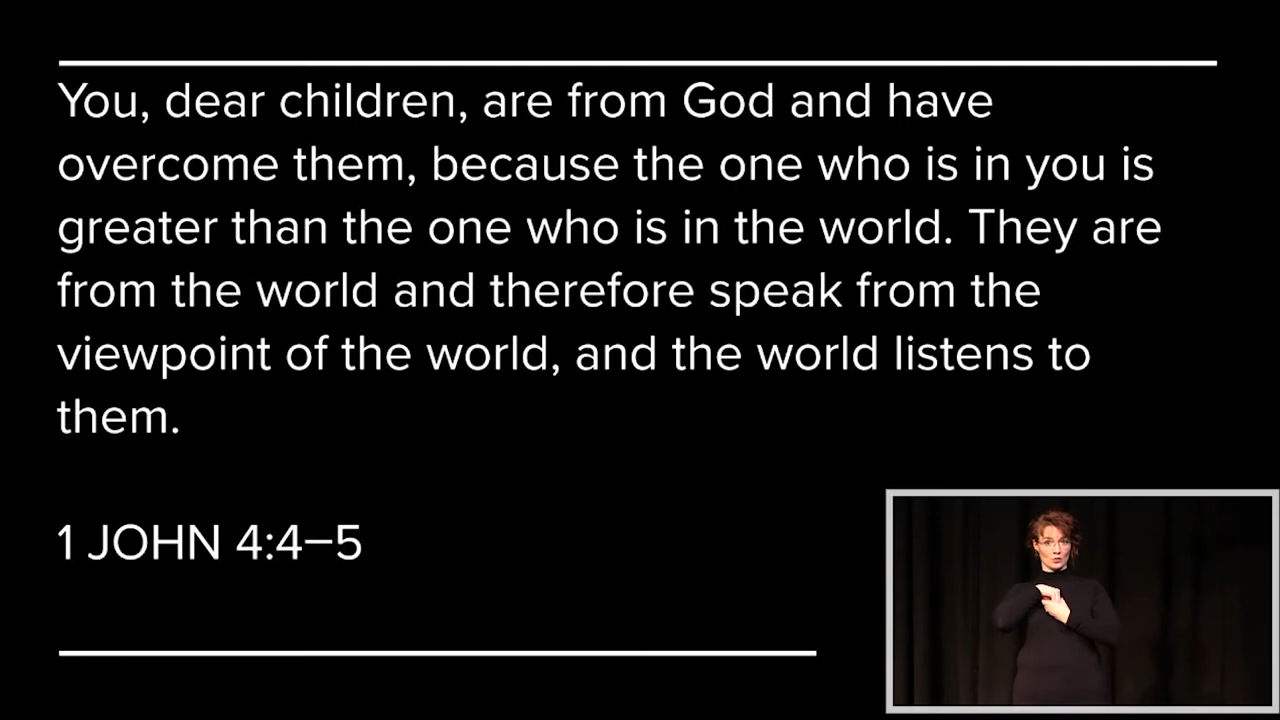 You, dear children, are from God and have
overcome them, because the one who is in you is
greater than the one who is in the world. They are
from the world and therefore speak from the
viewpoint of the world, and the world listens to
them.
1 JOHN 4:4–5